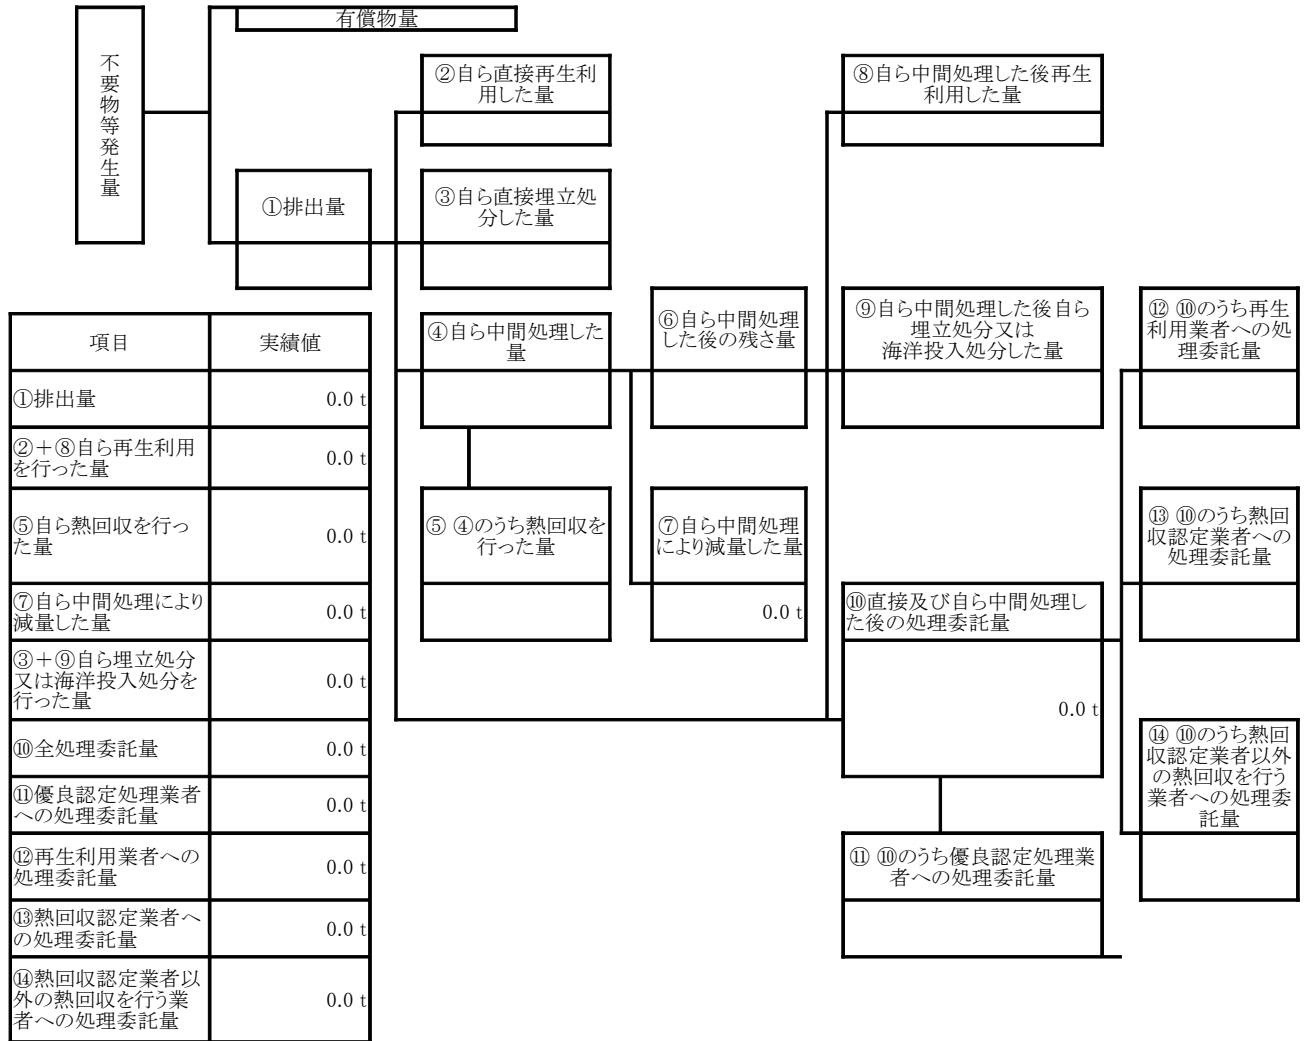 有償物量
不要物等発生量
②自ら直接再生利
用した量
⑧自ら中間処理した後再生
利用した量
①排出量
③自ら直接埋立処
分した量
④自ら中間処理した
量
⑥自ら中間処理
した後の残さ量
⑨自ら中間処理した後自ら
埋立処分又は
海洋投入処分した量
⑫ ⑩のうち再生
利用業者への処
理委託量
⑤ ④のうち熱回収を
行った量
⑦自ら中間処理
により減量した量
0.0 t
⑬ ⑩のうち熱回
収認定業者への
処理委託量
⑩直接及び自ら中間処理し
た後の処理委託量
0.0 t
⑭ ⑩のうち熱回
収認定業者以外
の熱回収を行う
業者への処理委
託量
⑪ ⑩のうち優良認定処理業
者への処理委託量
項目 実績値
①排出量 0.0 t
②＋⑧自ら再生利用
を行った量 0.0 t
⑤自ら熱回収を行っ
た量 0.0 t
⑦自ら中間処理により
減量した量 0.0 t
③＋⑨自ら埋立処分
又は海洋投入処分を
行った量 0.0 t
⑩全処理委託量 0.0 t
⑪優良認定処理業者
への処理委託量 0.0 t
⑫再生利用業者への
処理委託量 0.0 t
⑬熱回収認定業者へ
の処理委託量 0.0 t
⑭熱回収認定業者以
外の熱回収を行う業
者への処理委託量 0.0 t